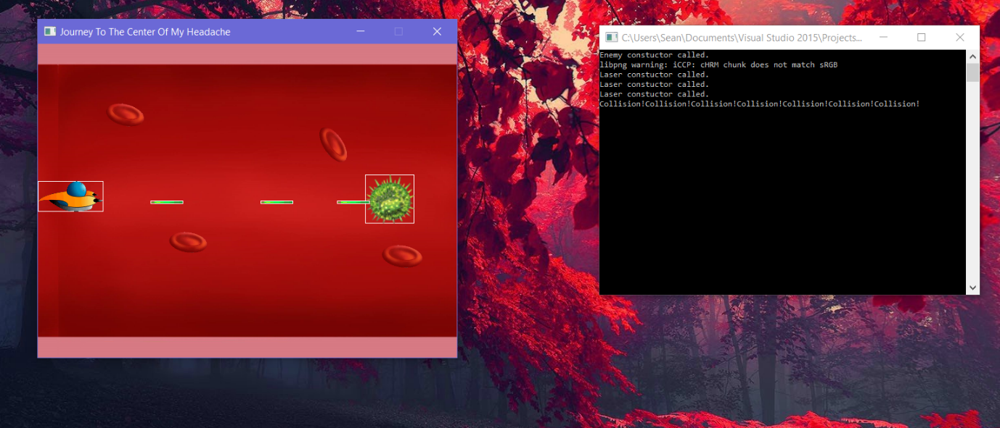 Journey To The Center Of My Headache
C:\Users\Sean\Documents\Visual Studio 2015\Projects...
Enemy constuctor called.
libpng warning: iCCP: cHRM chunk does not match sRGB
Laser constuctor called.
Laser constuctor called.
Laser constuctor called.
Collision!Collision!Collision!Collision!Collision!Collision!Collision!